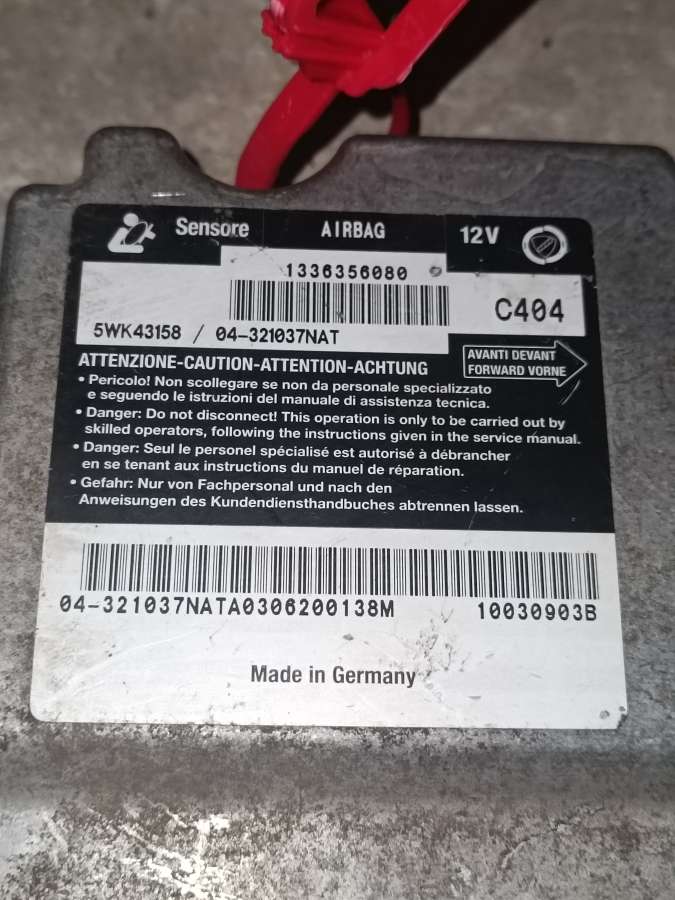 Sensore AIRBAG 12V
1336356080
C404
5WK43158 / 04-321037NAT
ATTENZIONE-CAUTION-ATTENTION-ACHTUNG
AVANTI DEVANT
FORWARD VORNE
• Pericolo! Non scollegare se non da personale specializzato
e seguendo le istruzioni del manuale di assistenza tecnica.
• Danger: Do not disconnect! This operation is only to be carried out by
skilled operators, following the instructions given in the service manual.
• Danger: Seul le personel spécialisé est autorisé à débrancher
en se tenant aux instructions du manuel de réparation.
• Gefahr: Nur von Fachpersonal und nach den
Anweisungen des Kundendiensthandbuches abtrennen lassen.
04-321037NATA0306200138M 10030903B
Made in Germany